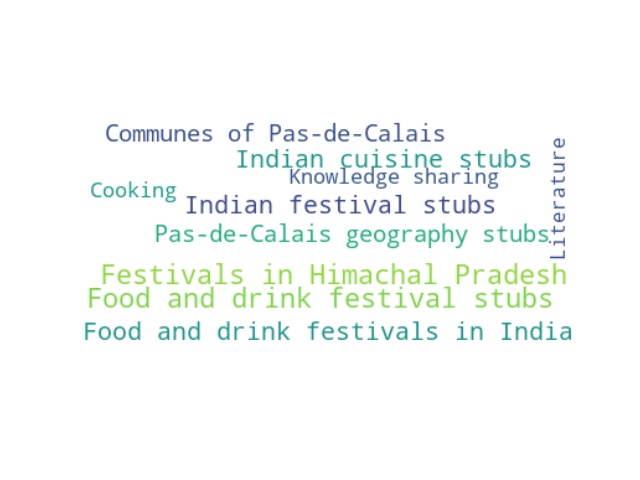 Communes of Pas-de-Calais
Indian cuisine stubs
Knowledge sharing
Cooking
Indian festival stubs
Pas-de-Calais geography stubs
Literature
Festivals in Himachal Pradesh
Food and drink festival stubs
Food and drink festivals in India